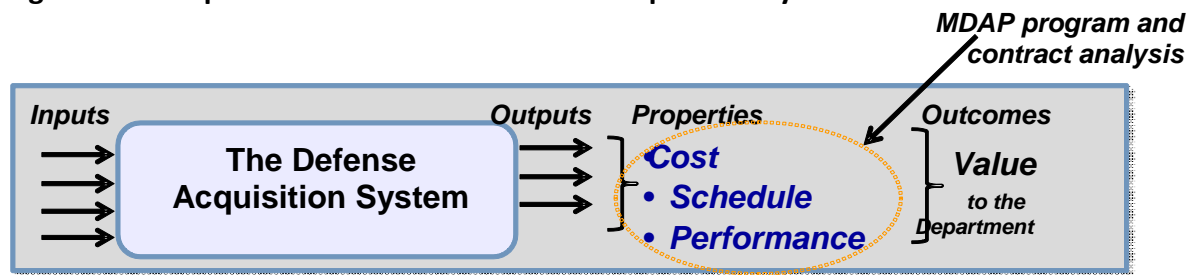 MDAP program and
contract analysis
Inputs
The Defense
Acquisition System
Outputs
Properties
•Cost
• Schedule
• Performance
Outcomes
Value
to the
Department